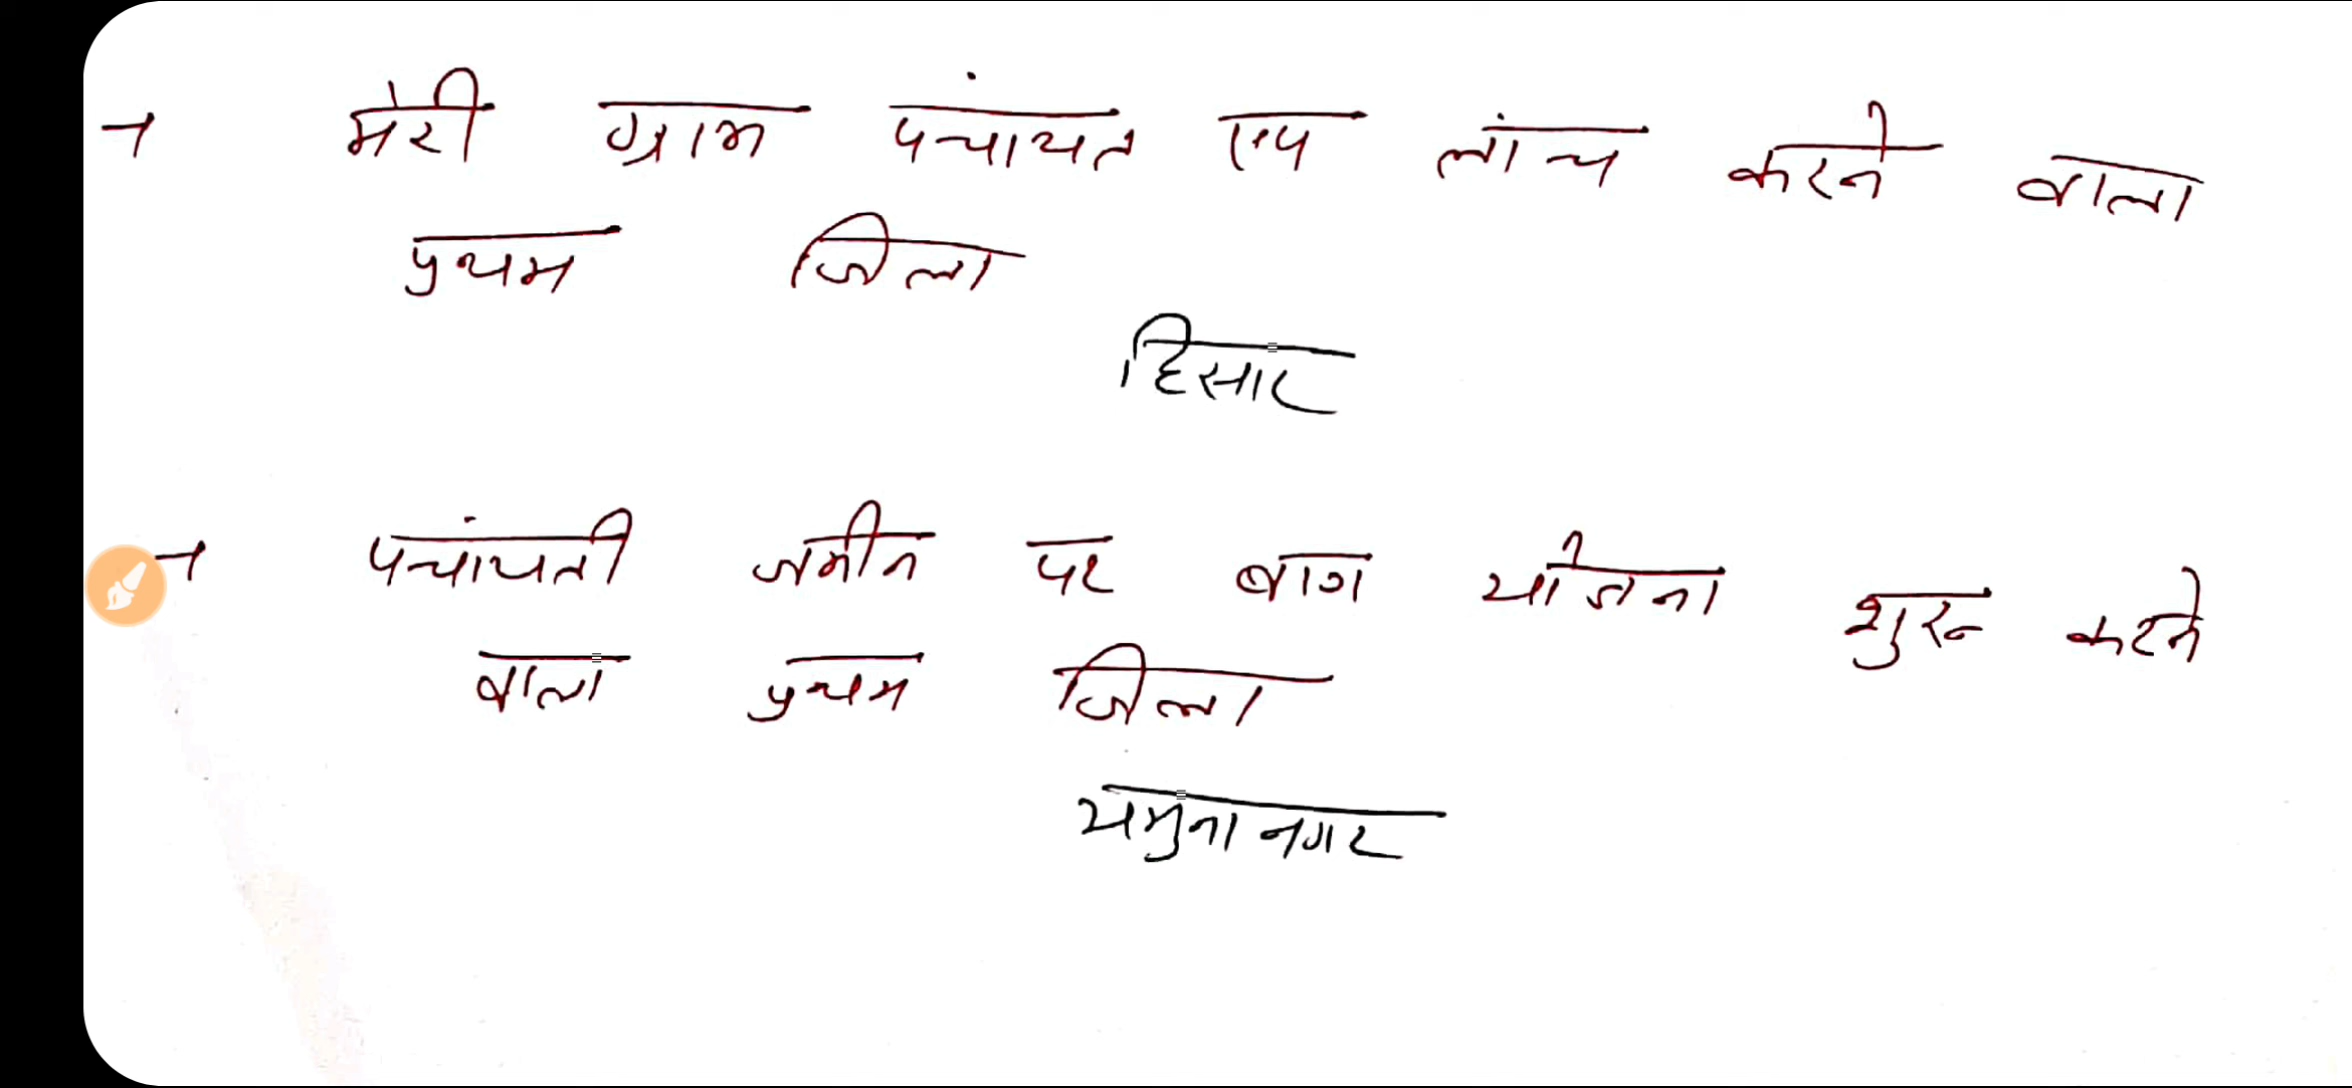 → मेरी ग्राम पंचायत एप लांच करने वाला
प्रथम जिला
हिसार
→ पंचायती जमीन पर बाग योजना शुरू करने
वाला प्रथम जिला
यमुनानगर